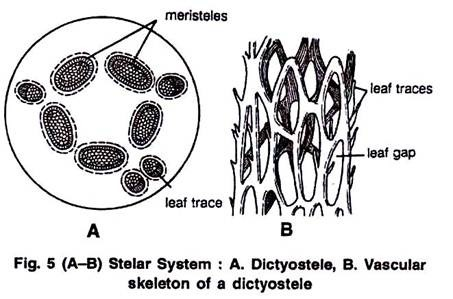 meristeles
leaf trace
A
leaf traces
leaf gap
B
Fig. 5 (A–B) Stelar System : A. Dictyostele, B. Vascular
skeleton of a dictyostele